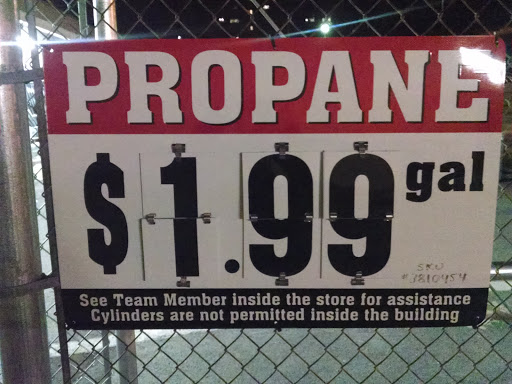 PROPANE
$1.99 gal
SKU
#3810454
See Team Member inside the store for assistance
Cylinders are not permitted inside the building